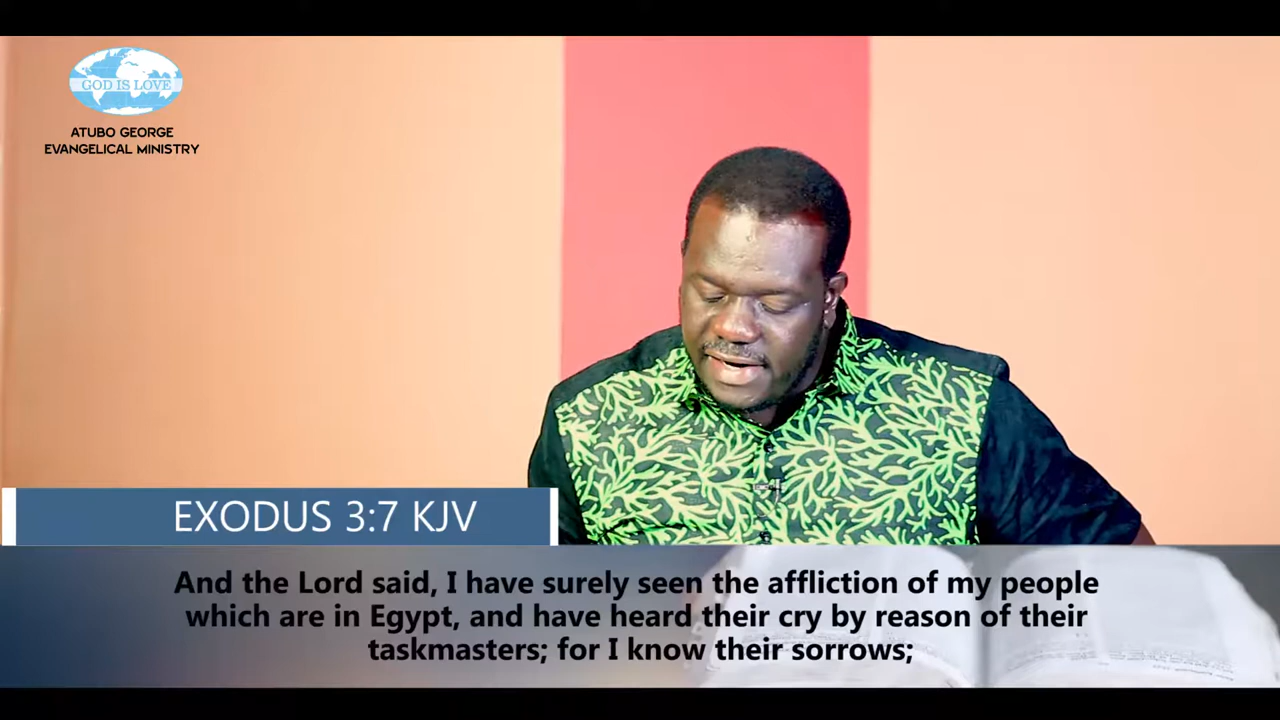 GOD IS LOVE
ATUBO GEORGE
EVANGELICAL MINISTRY
EXODUS 3:7 KJV
And the Lord said, I have surely seen the affliction of my people
which are in Egypt, and have heard their cry by reason of their
taskmasters; for I know their sorrows;